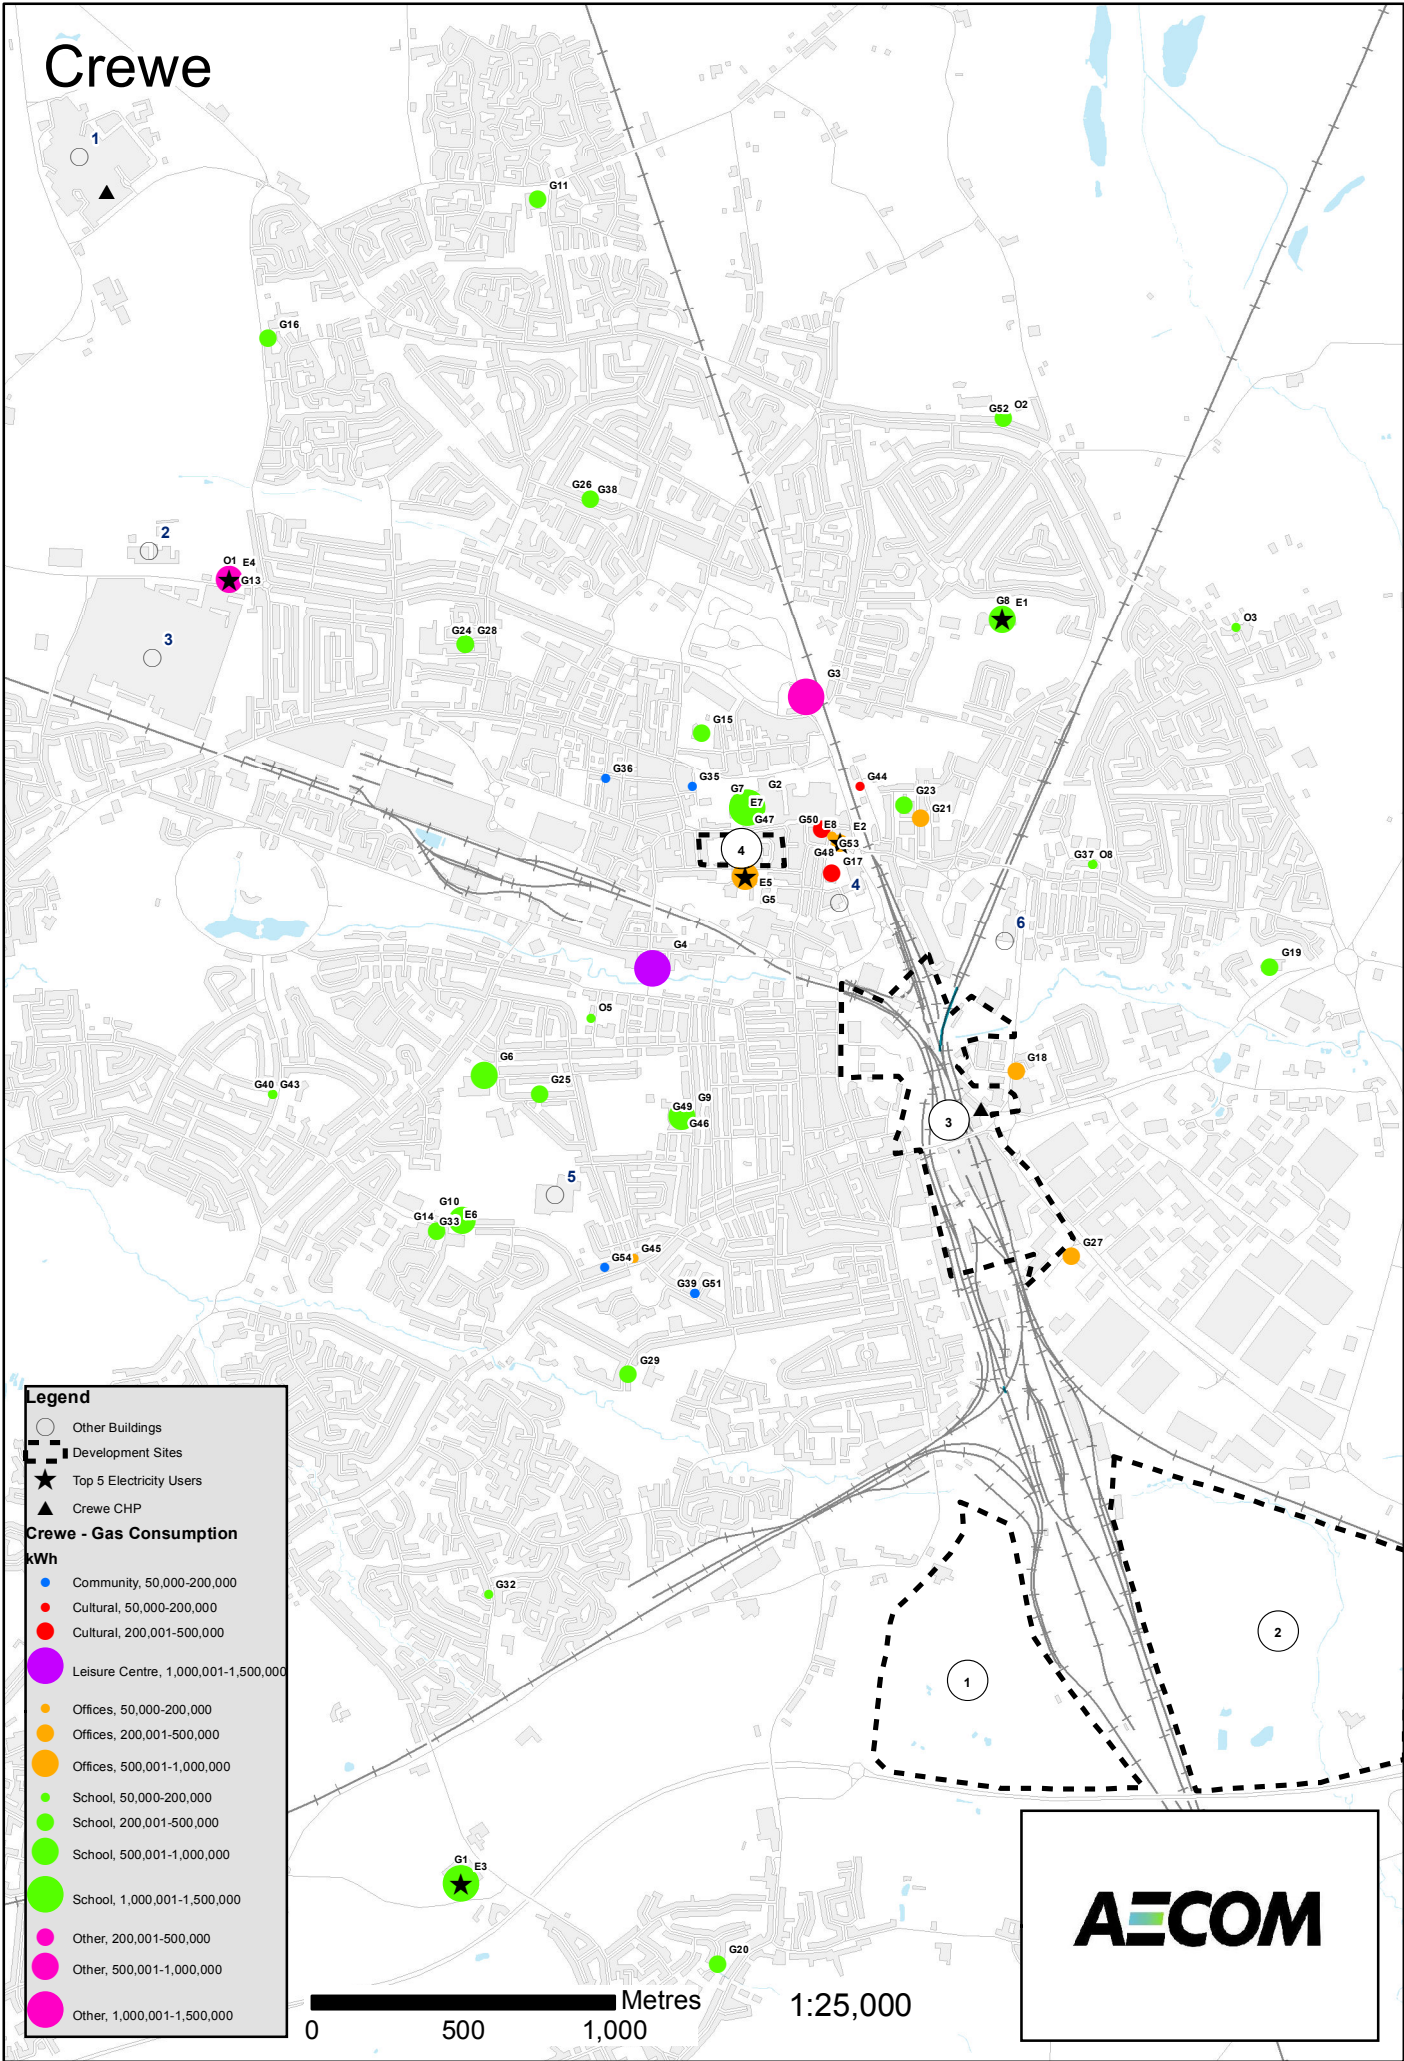 Crewe
1
G11
G16
G52 O2
G26 G38
2
O1 E4
G13
G8 E1
O3
G24 G28
3
G3
G15
G36
G35
G44
G7 G2
E7
G47
G23
G21
G50 E8 E2
G53
G48
G17
4
G37 O8
E5
G5
4
6
G4
G19
O5
G6
G18
G25
G40 G43
G9
G49
G46
3
5
G10
G14 G33 E6
G54 G45
G27
G39 G51
G29
G32
2
1
G1 E3
G20
Legend
Other Buildings
Development Sites
Top 5 Electricity Users
Crewe CHP
Crewe - Gas Consumption
kWh
Community, 50,000-200,000
Cultural, 50,000-200,000
Cultural, 200,001-500,000
Leisure Centre, 1,000,001-1,500,000
Offices, 50,000-200,000
Offices, 200,001-500,000
Offices, 500,001-1,000,000
School, 50,000-200,000
School, 200,001-500,000
School, 500,001-1,000,000
School, 1,000,001-1,500,000
Other, 200,001-500,000
Other, 500,001-1,000,000
Other, 1,000,001-1,500,000
Metres
0 500 1,000
1:25,000
AECOM